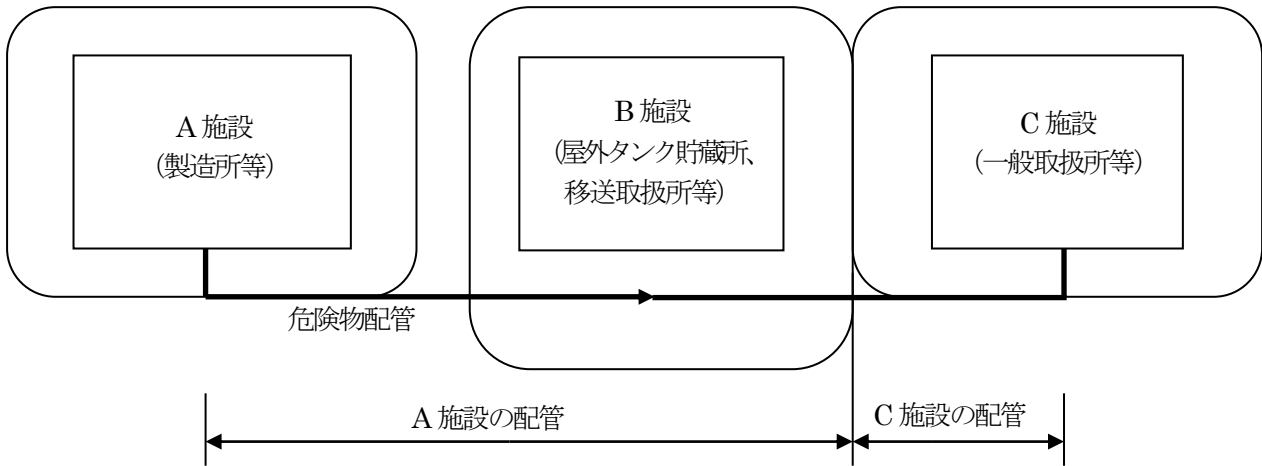 A 施設
(製造所等)
B 施設
(屋外タンク貯蔵所、
移送取扱所等)
C 施設
(一般取扱所等)
危険物配管
A 施設の配管
C 施設の配管